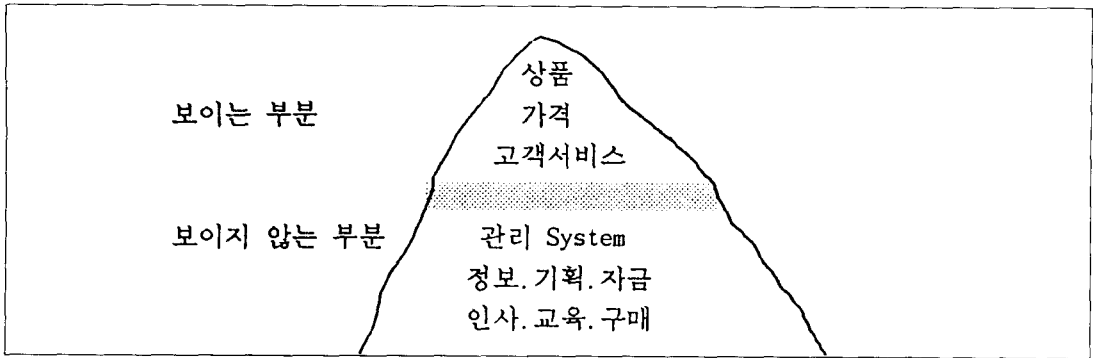 상품
보이는 부분 가격
고객서비스
보이지 않는 부분 관리 System
정보.기획.자금
인사.교육.구매